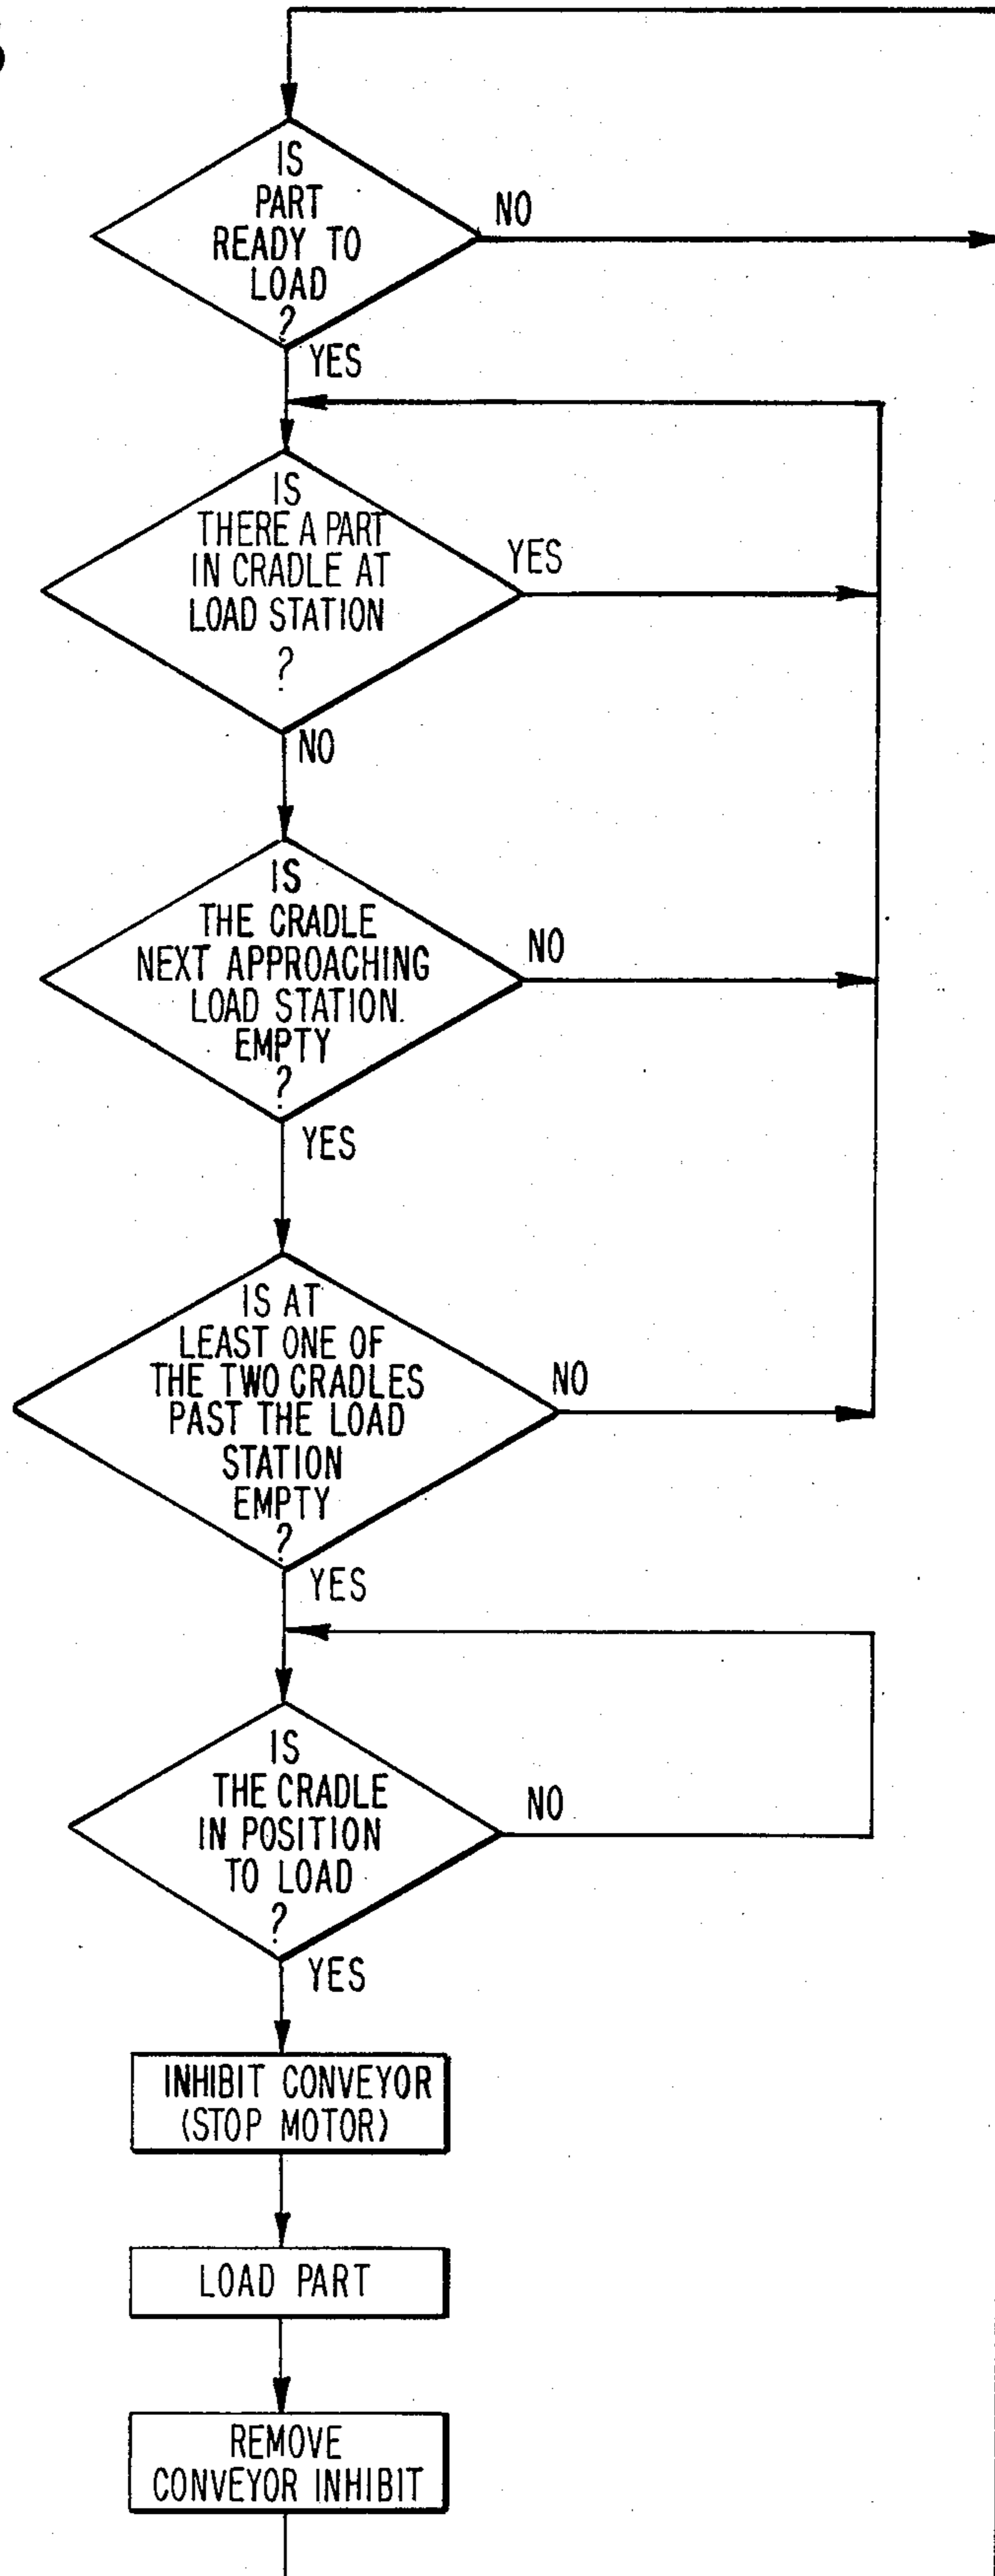 IS
PART
READY TO
LOAD
?
NO
YES
IS
THERE A PART
IN CRADLE AT
LOAD STATION
?
YES
NO
IS
THE CRADLE
NEXT APPROACHING
LOAD STATION.
EMPTY
?
NO
YES
IS AT
LEAST ONE OF
THE TWO CRADLES
PAST THE LOAD
STATION
EMPTY
?
NO
YES
IS
THE CRADLE
IN POSITION
TO LOAD
?
NO
YES
INHIBIT CONVEYOR
(STOP MOTOR)
LOAD PART
REMOVE
CONVEYOR INHIBIT